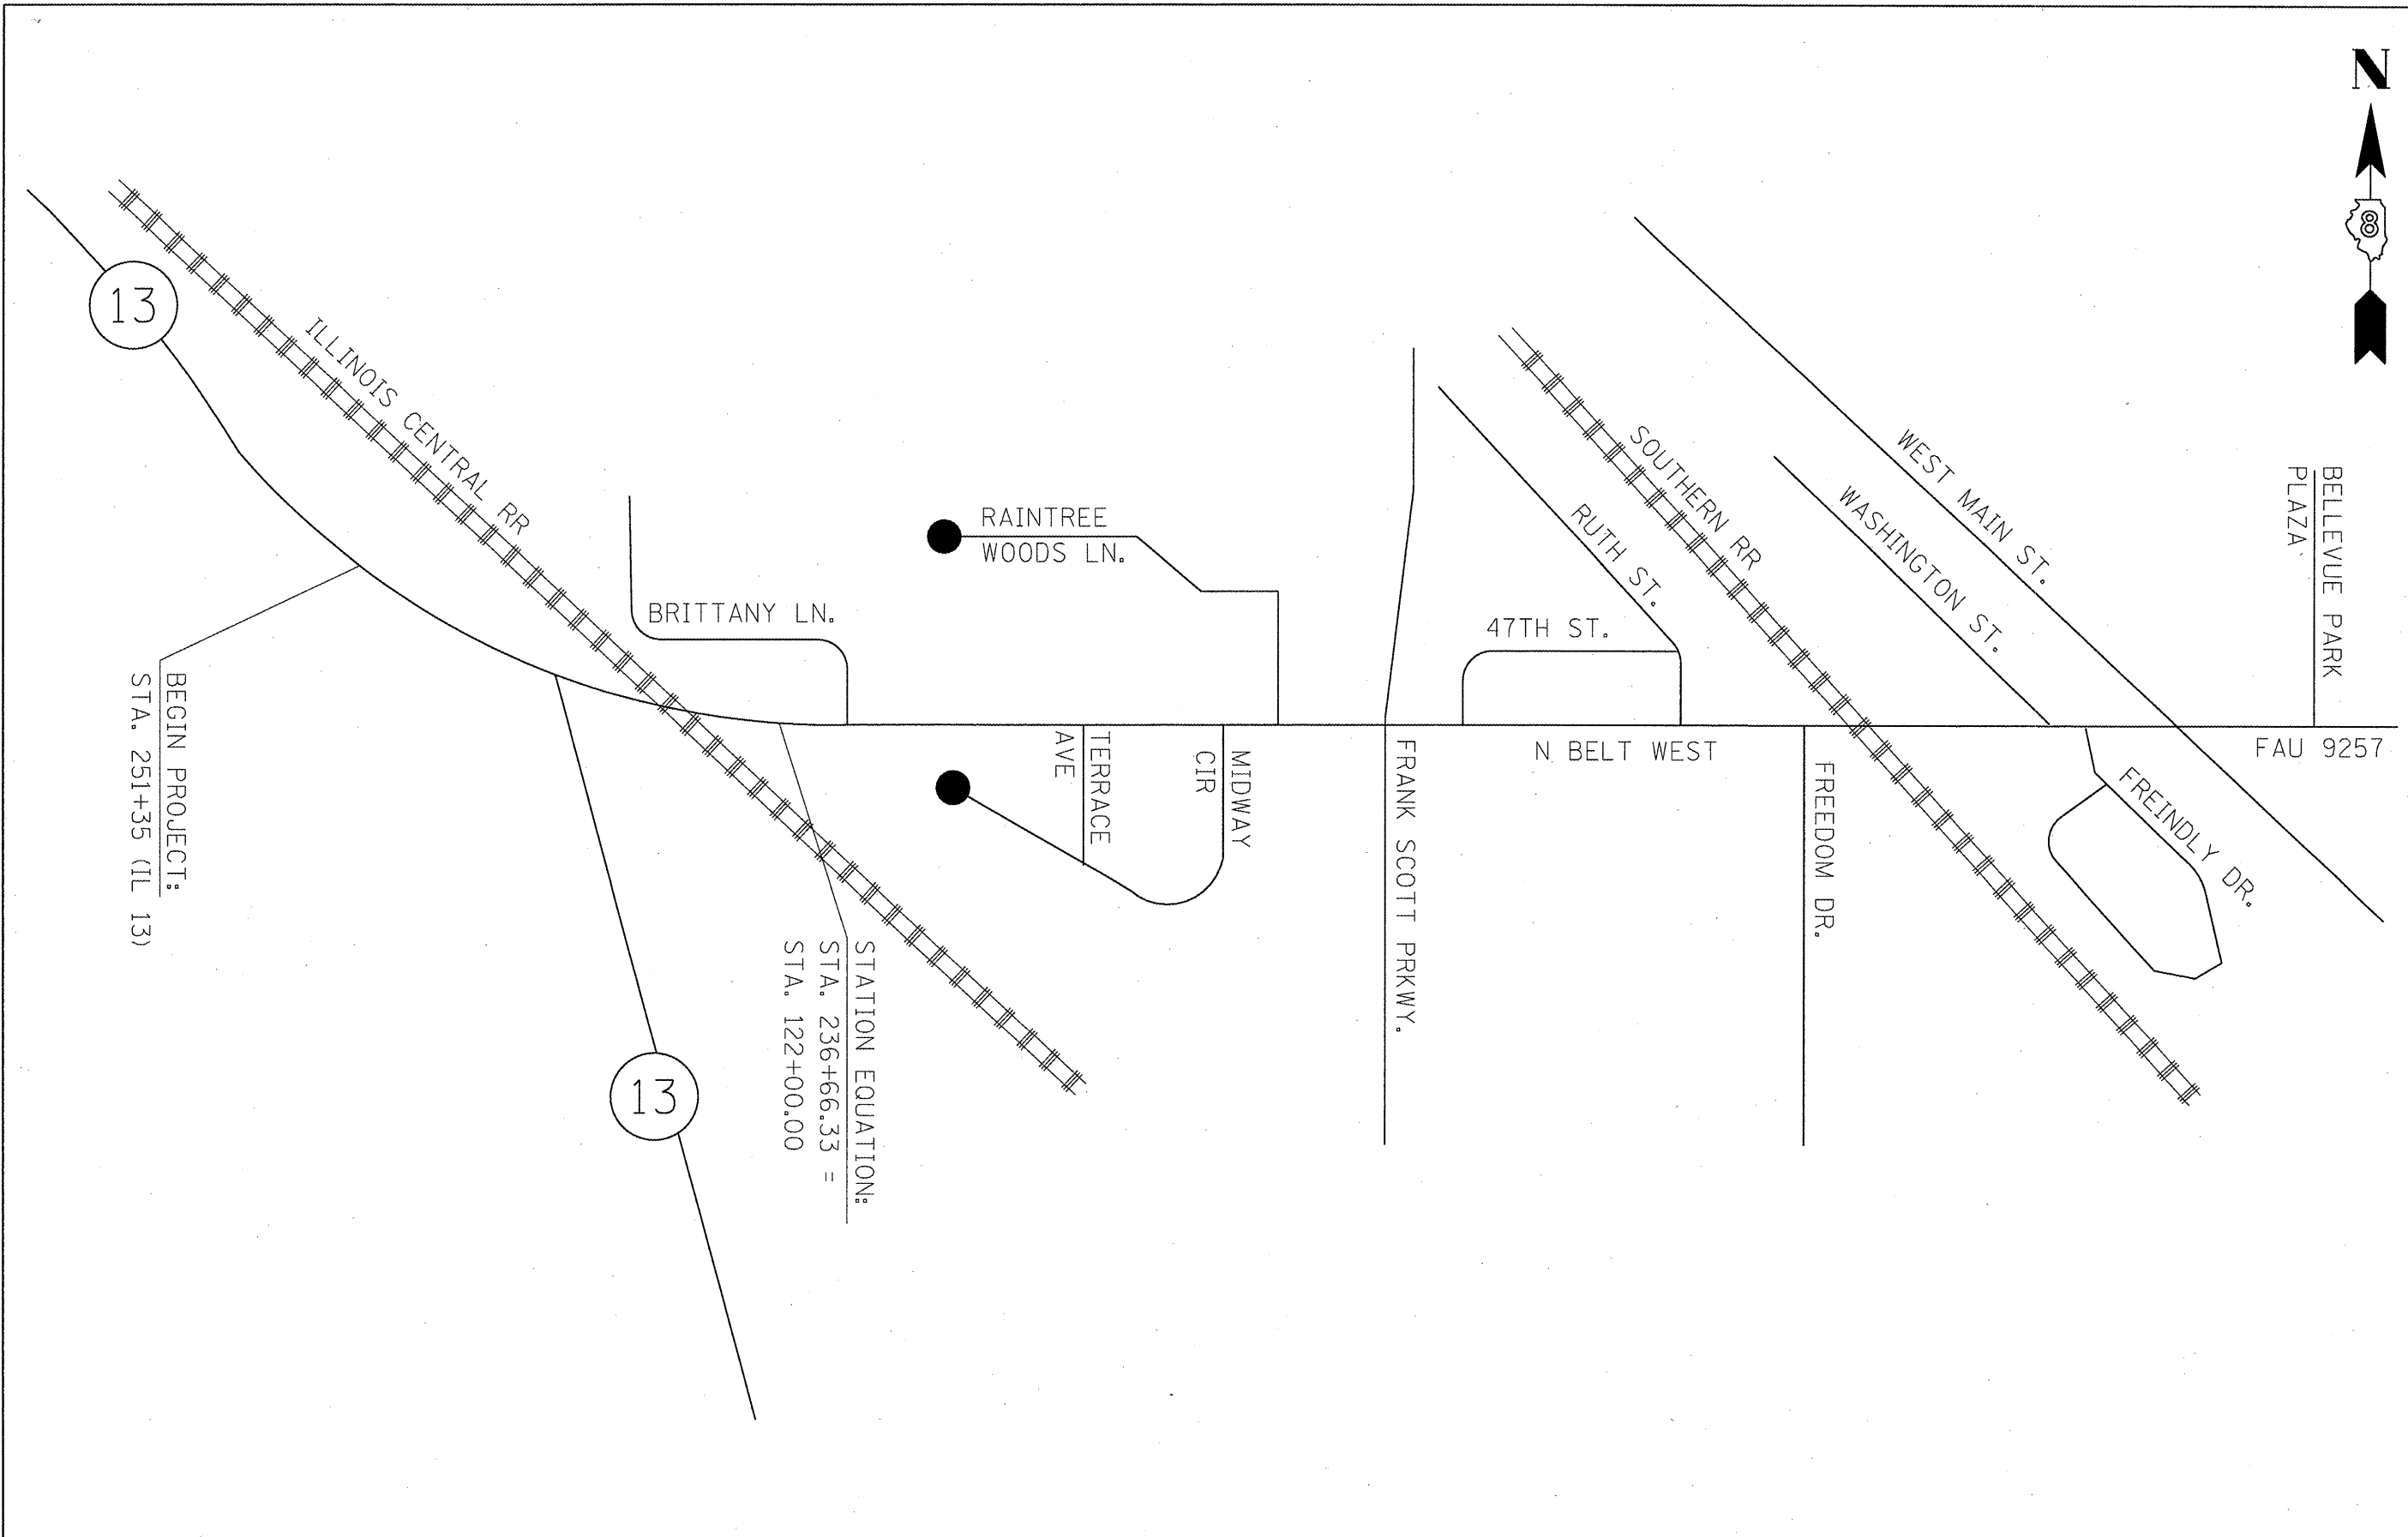 N
8
13
ILLINOIS CENTRAL RR
SOUTHERN RR
WEST MAIN ST.
WASHINGTON ST.
BELLEVUE PARK
PLAZA
RAINTREE
WOODS LN.
RUTH ST.
BRITTANY LN.
47TH ST.
BEGIN PROJECT:
STA. 251+35 (IL 13)
TERRACE
AVE
MIDWAY
CIR
FRANK SCOTT PRKWY.
N BELT WEST
FREEDOM DR.
FREINDLY DR.
FAU 9257
STATION EQUATION:
STA. 236+66.33 =
STA. 122+00.00
13